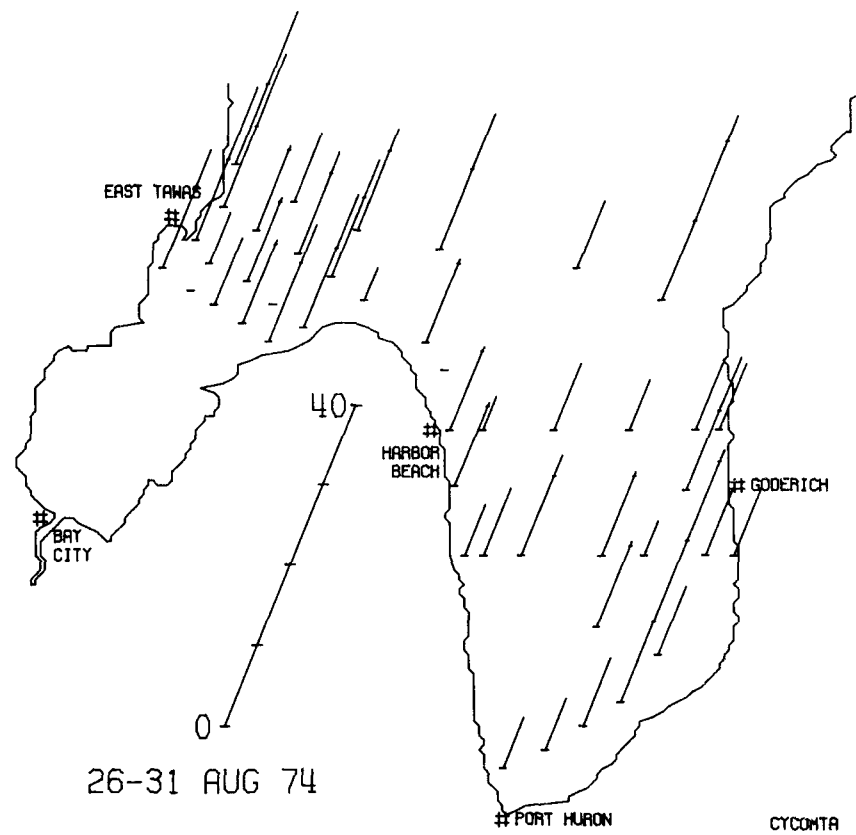 EAST TAWAS
#
40
#
HARBOR
BEACH
# GODERICH
#
BAY
CITY
0
26-31 AUG 74
# PORT HURON
CYCOMTA